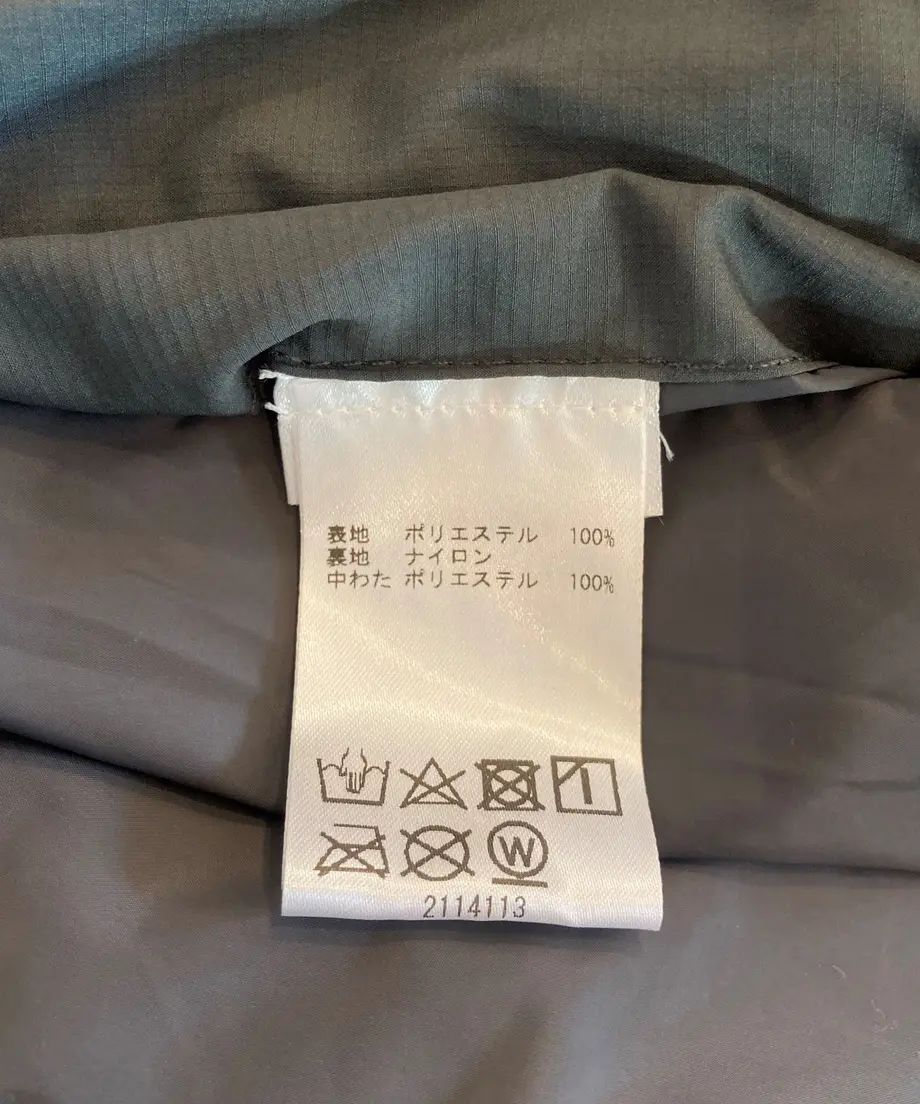 表地 ポリエステル 100%
裏地 ナイロン
中わた ポリエステル 100%
W
2114113